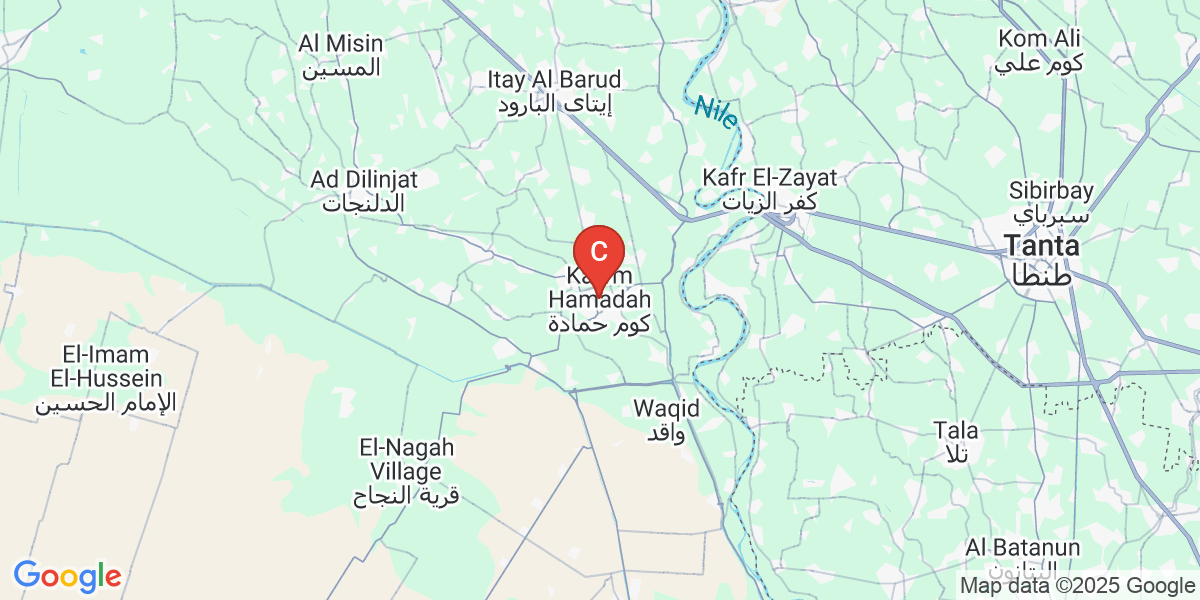 Al Misin
المسين
Kom Ali
كوم علي
Itay Al Barud
إيتاى البارود
Nile
Ad Dilinjat
الدلنجات
Kafr El-Zayat
كفر الزيات
Sibirbay
سبرباي
Tanta
طنطا
C
Hamadah
كوم حمادة
El-Imam
El-Hussein
الإمام الحسين
Waqid
واقد
El-Nagah
Village
قرية النجاح
Tala
تلا
Al Batanun
البتانون
Google
Map data ©2025 Google